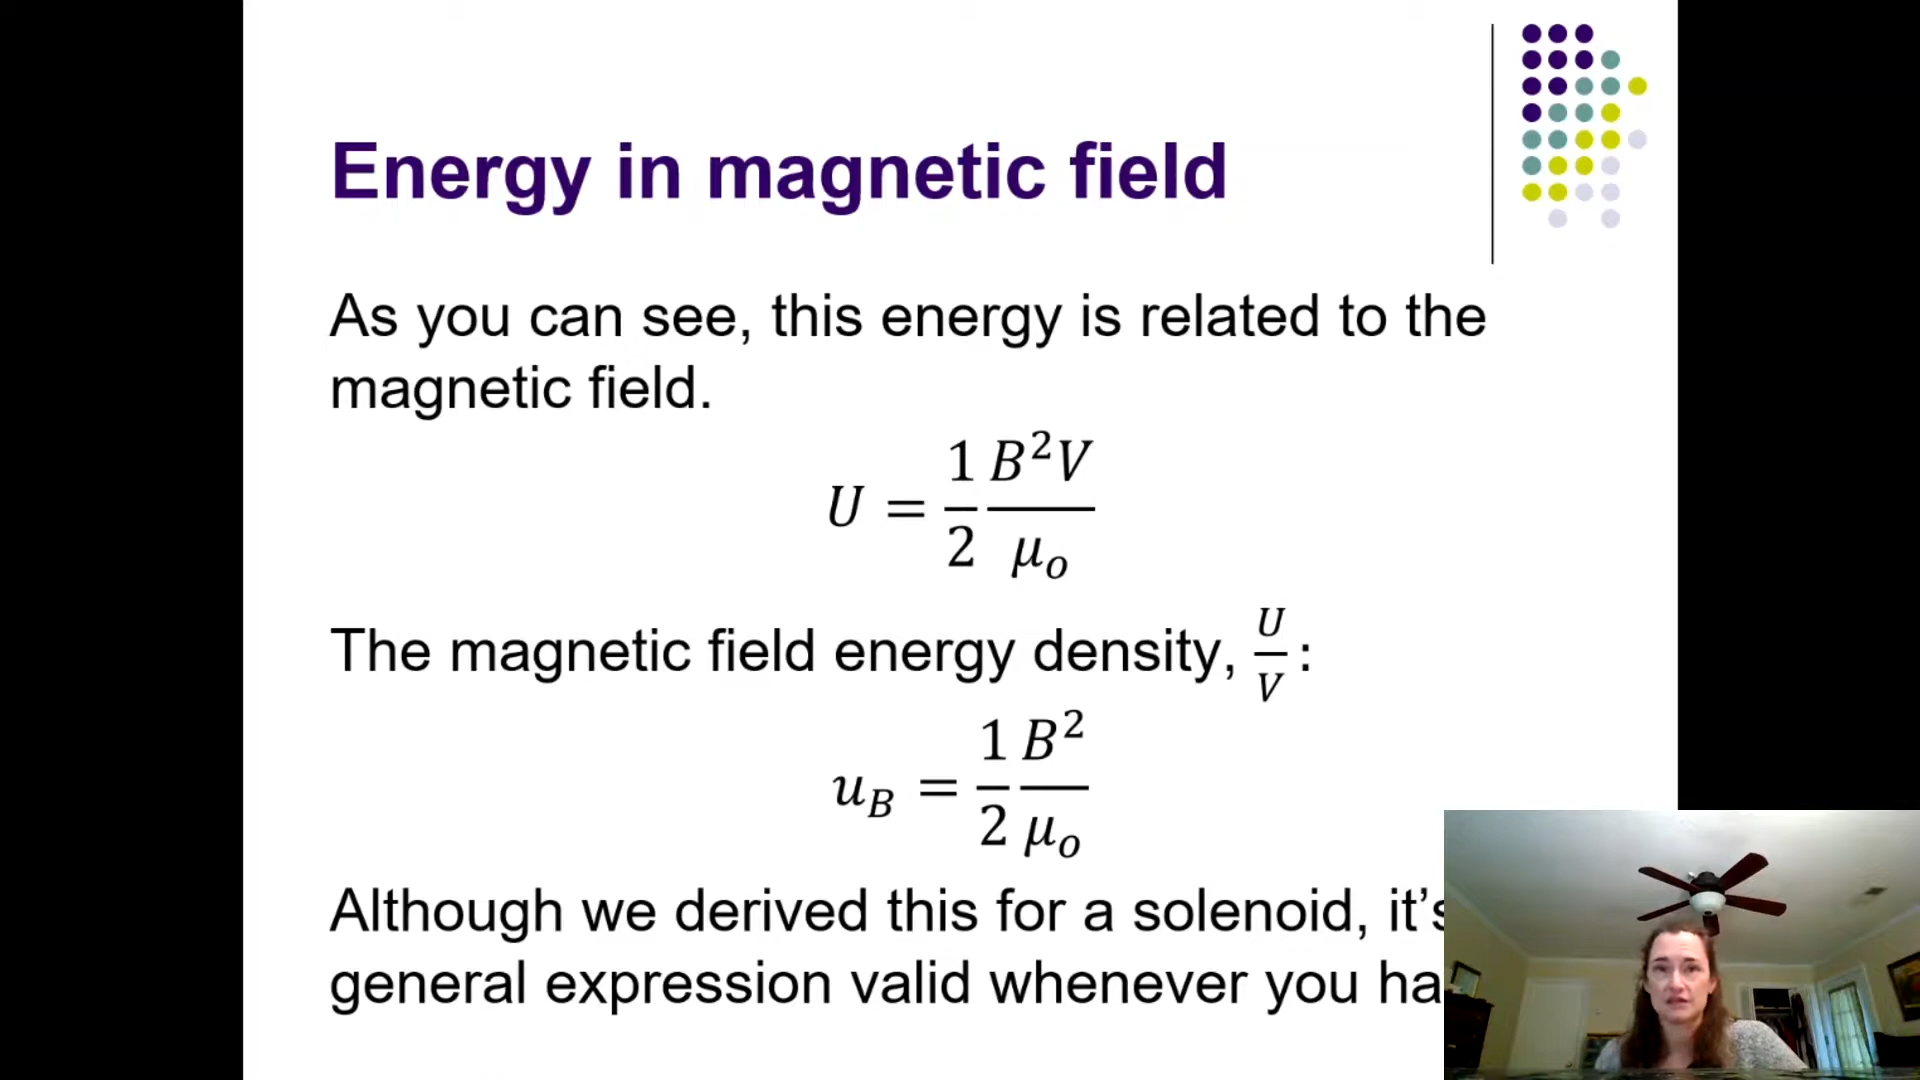 Energy in magnetic field
As you can see, this energy is related to the
magnetic field.
U = 1/2 B²V/μₒ
The magnetic field energy density, U/V:
u_B = 1/2 B²/μₒ
Although we derived this for a solenoid, it's
general expression valid whenever you